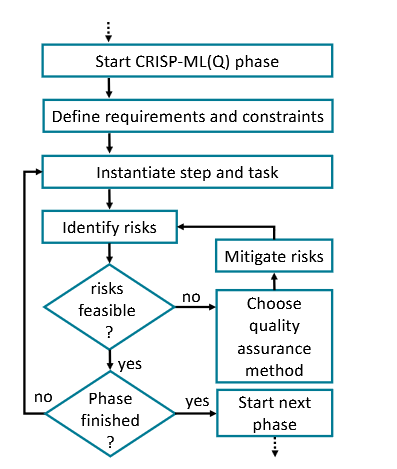 Start CRISP-ML(Q) phase
Define requirements and constraints
Instantiate step and task
Identify risks
Mitigate risks
risks
feasible
?
no
Choose
quality
assurance
method
yes
no
Phase
finished
?
yes
Start next
phase